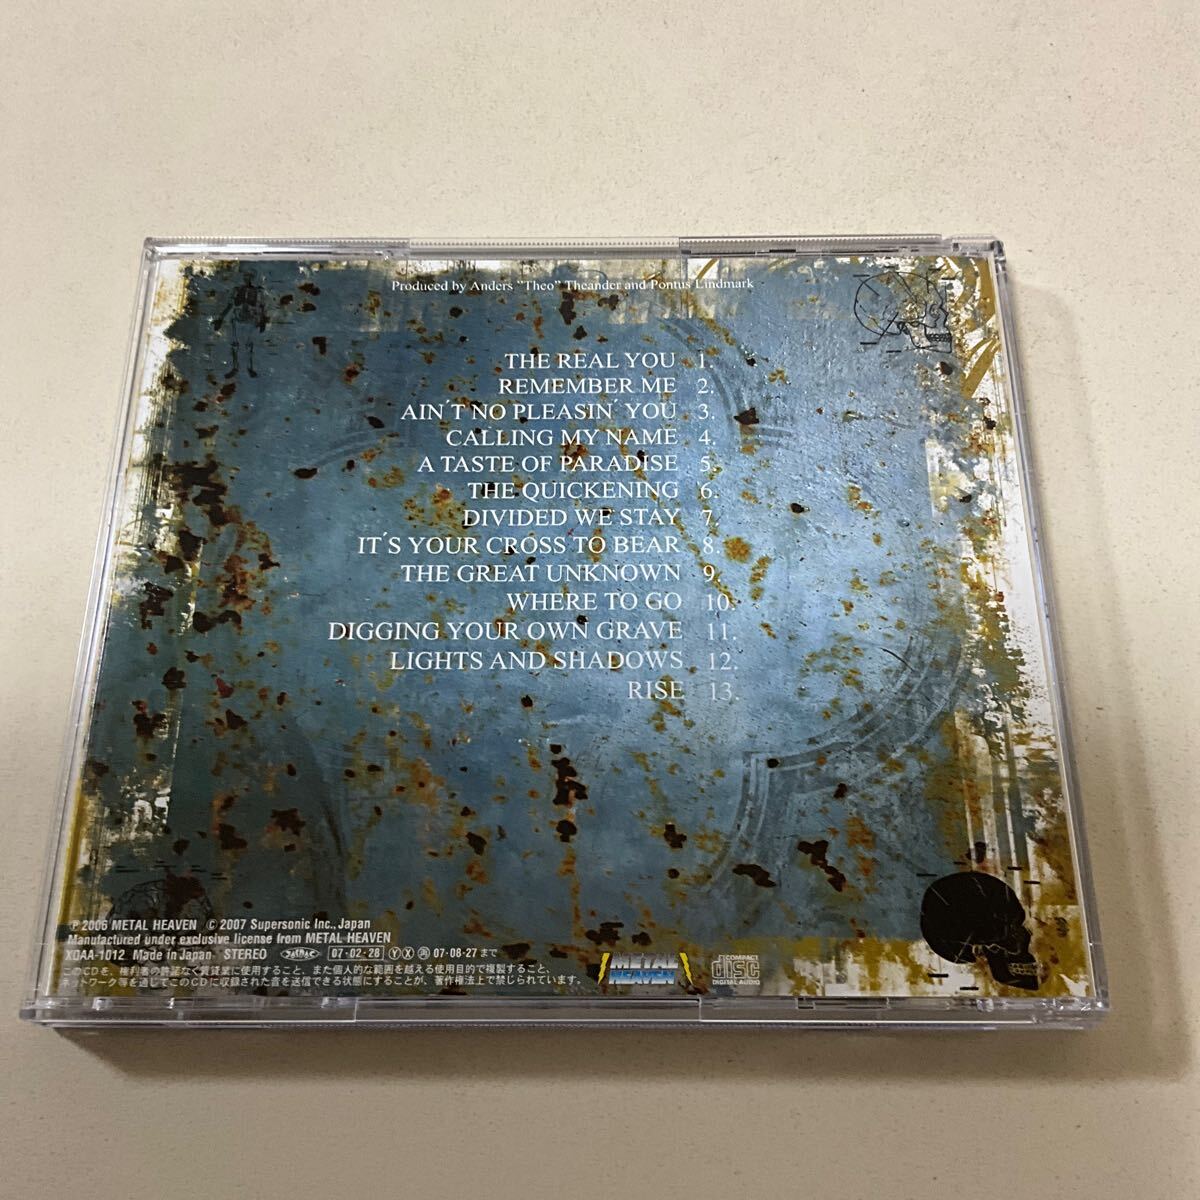 Produced by Anders "Theo" Theander and Pontus Lindmark
THE REAL YOU 1.
REMEMBER ME 2.
AIN´T NO PLEASIN´ YOU 3.
CALLING MY NAME 4.
A TASTE OF PARADISE 5.
THE QUICKENING 6.
DIVIDED WE STAY 7.
IT´S YOUR CROSS TO BEAR 8.
THE GREAT UNKNOWN 9.
WHERE TO GO 10.
DIGGING YOUR OWN GRAVE 11.
LIGHTS AND SHADOWS 12.
RISE 13.
℗ 2006 METAL HEAVEN © 2007 Supersonic Inc., Japan
Manufactured under exclusive license from METAL HEAVEN
XQAA-1012 Made in Japan STEREO JASRAC 07·02·28 Ⓨ Ⓧ 07·08·27 まで
このCDを、権利者の許諾なく賃貸業に使用すること、また個人的な範囲を越える使用目的で複製すること、
ネットワーク等を通じてこのCDに収録された音を送信できる状態にすることが、著作権法上で禁じられています。
METAL HEAVEN
COMPACT disc DIGITAL AUDIO